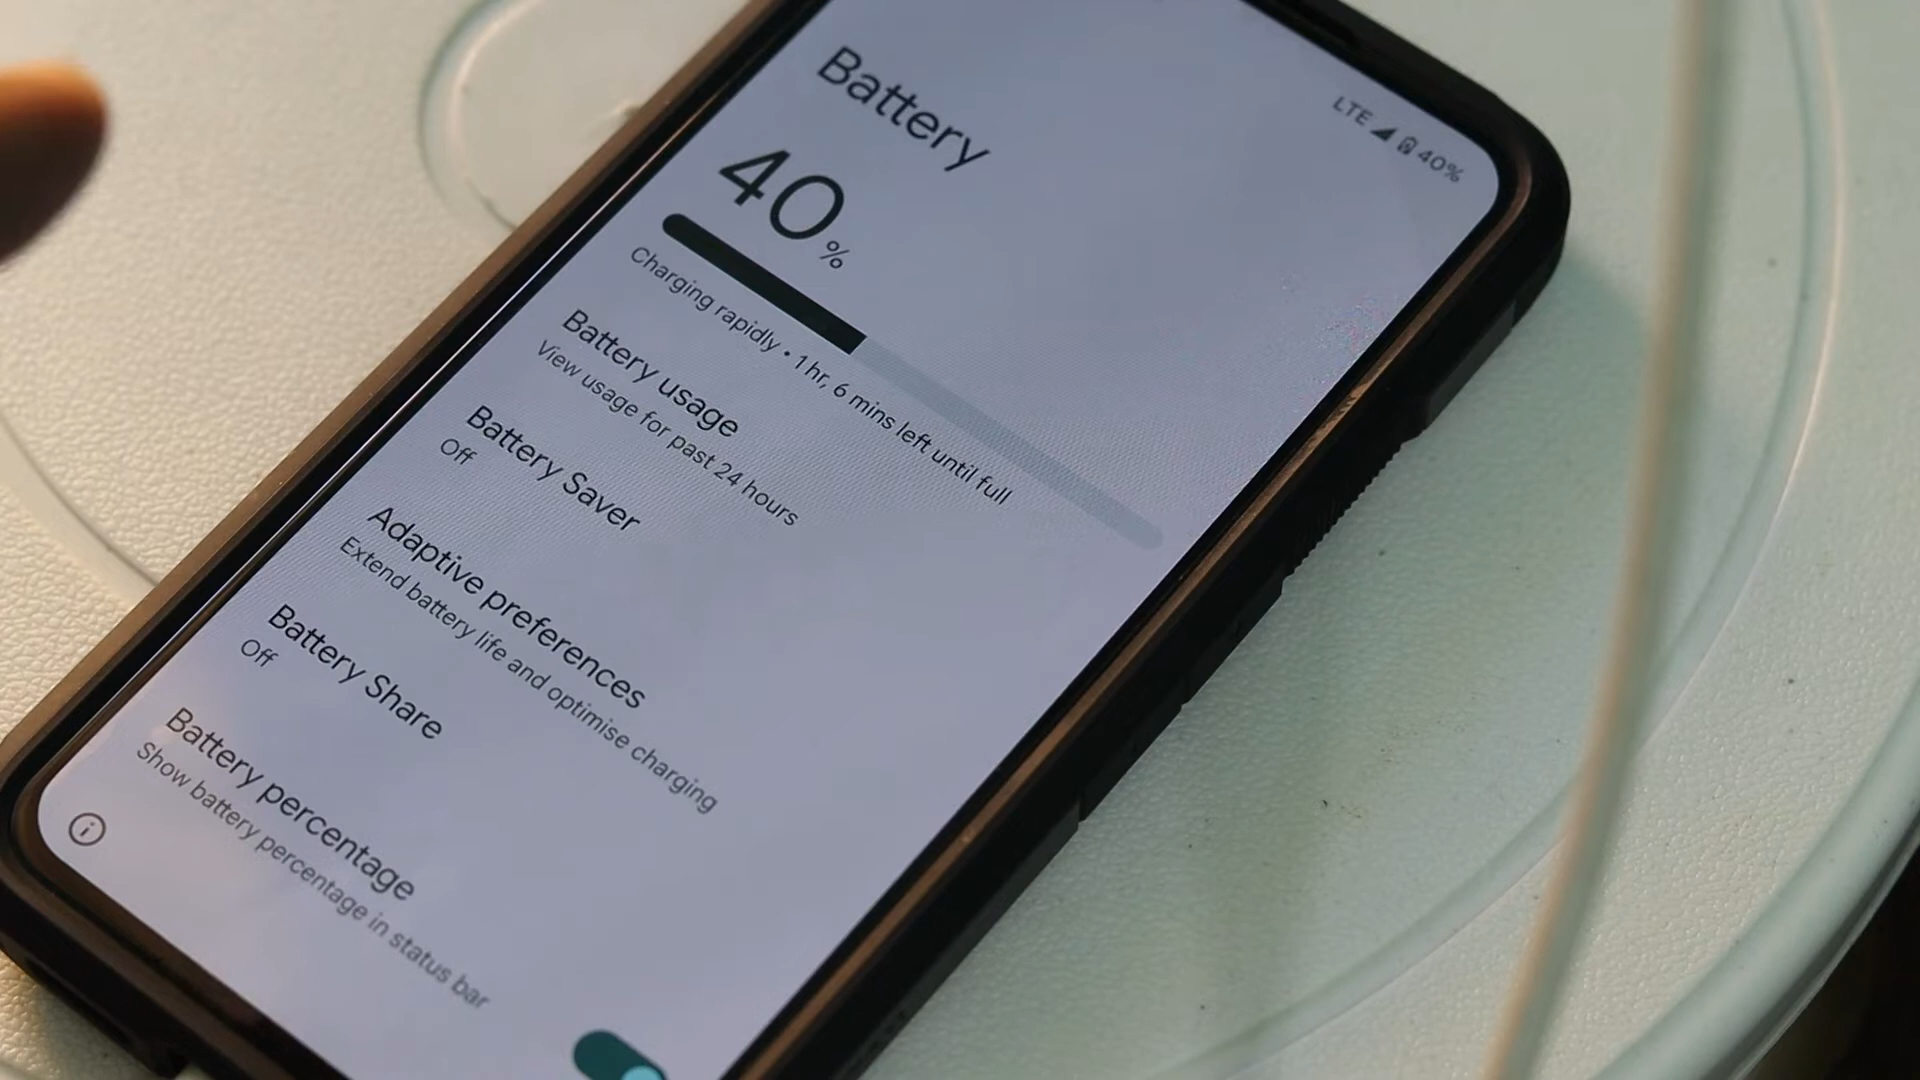 LTE 40%
Battery
40%
Charging rapidly • 1 hr, 6 mins left until full
Battery usage
View usage for past 24 hours
Battery Saver
Off
Adaptive preferences
Extend battery life and optimise charging
Battery Share
Off
Battery percentage
Show battery percentage in status bar